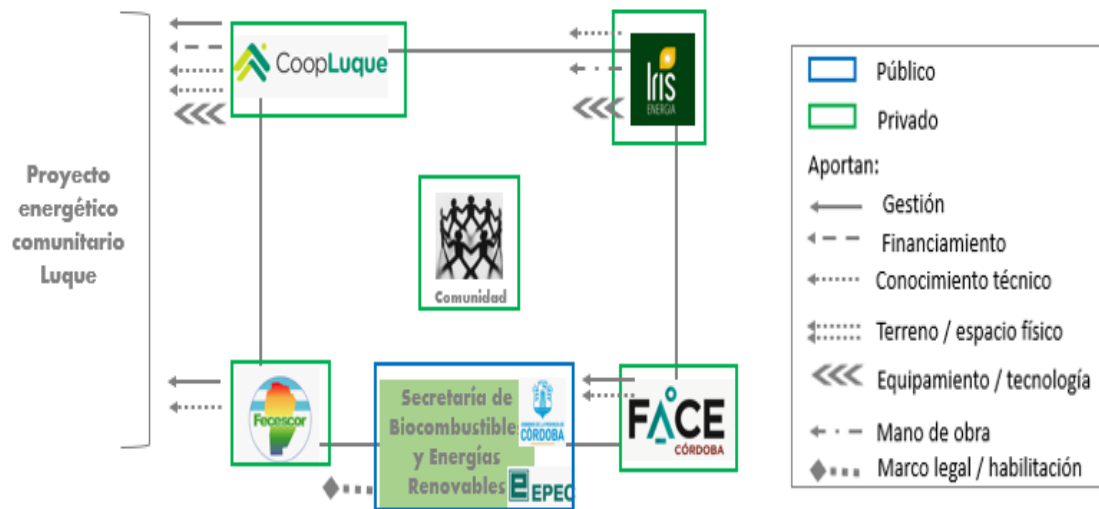 CoopLuque
Iris
ENERGIA
Proyecto
energético
comunitario
Luque
Comunidad
Fecescor
Secretaría de
Biocombustible
y Energías
Renovables
CÓRDOBA
EPEC
FACE
CÓRDOBA
Público
Privado
Aportan:
Gestión
Financiamiento
Conocimiento técnico
Terreno / espacio físico
Equipamiento / tecnología
Mano de obra
Marco legal / habilitación